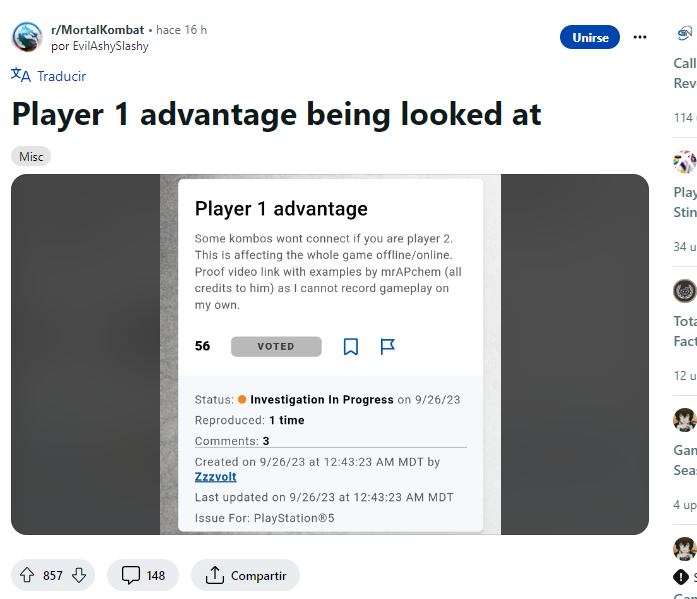 r/MortalKombat • hace 16 h
por EvilAshySlashy
Unirse
Traducir
Player 1 advantage being looked at
Misc
Player 1 advantage
Some kombos wont connect if you are player 2.
This is affecting the whole game offline/online.
Proof video link with examples by mrAPchem (all
credits to him) as I cannot record gameplay on
my own.
56
VOTED
Status: Investigation In Progress on 9/26/23
Reproduced: 1 time
Comments: 3
Created on 9/26/23 at 12:43:23 AM MDT by
Zzzvolt
Last updated on 9/26/23 at 12:43:23 AM MDT
Issue For: PlayStation®5
857
148
Compartir
Call
Rev
114
Play
Stin
34 u
Tota
Fact
12 u
Gan
Sea
4 up